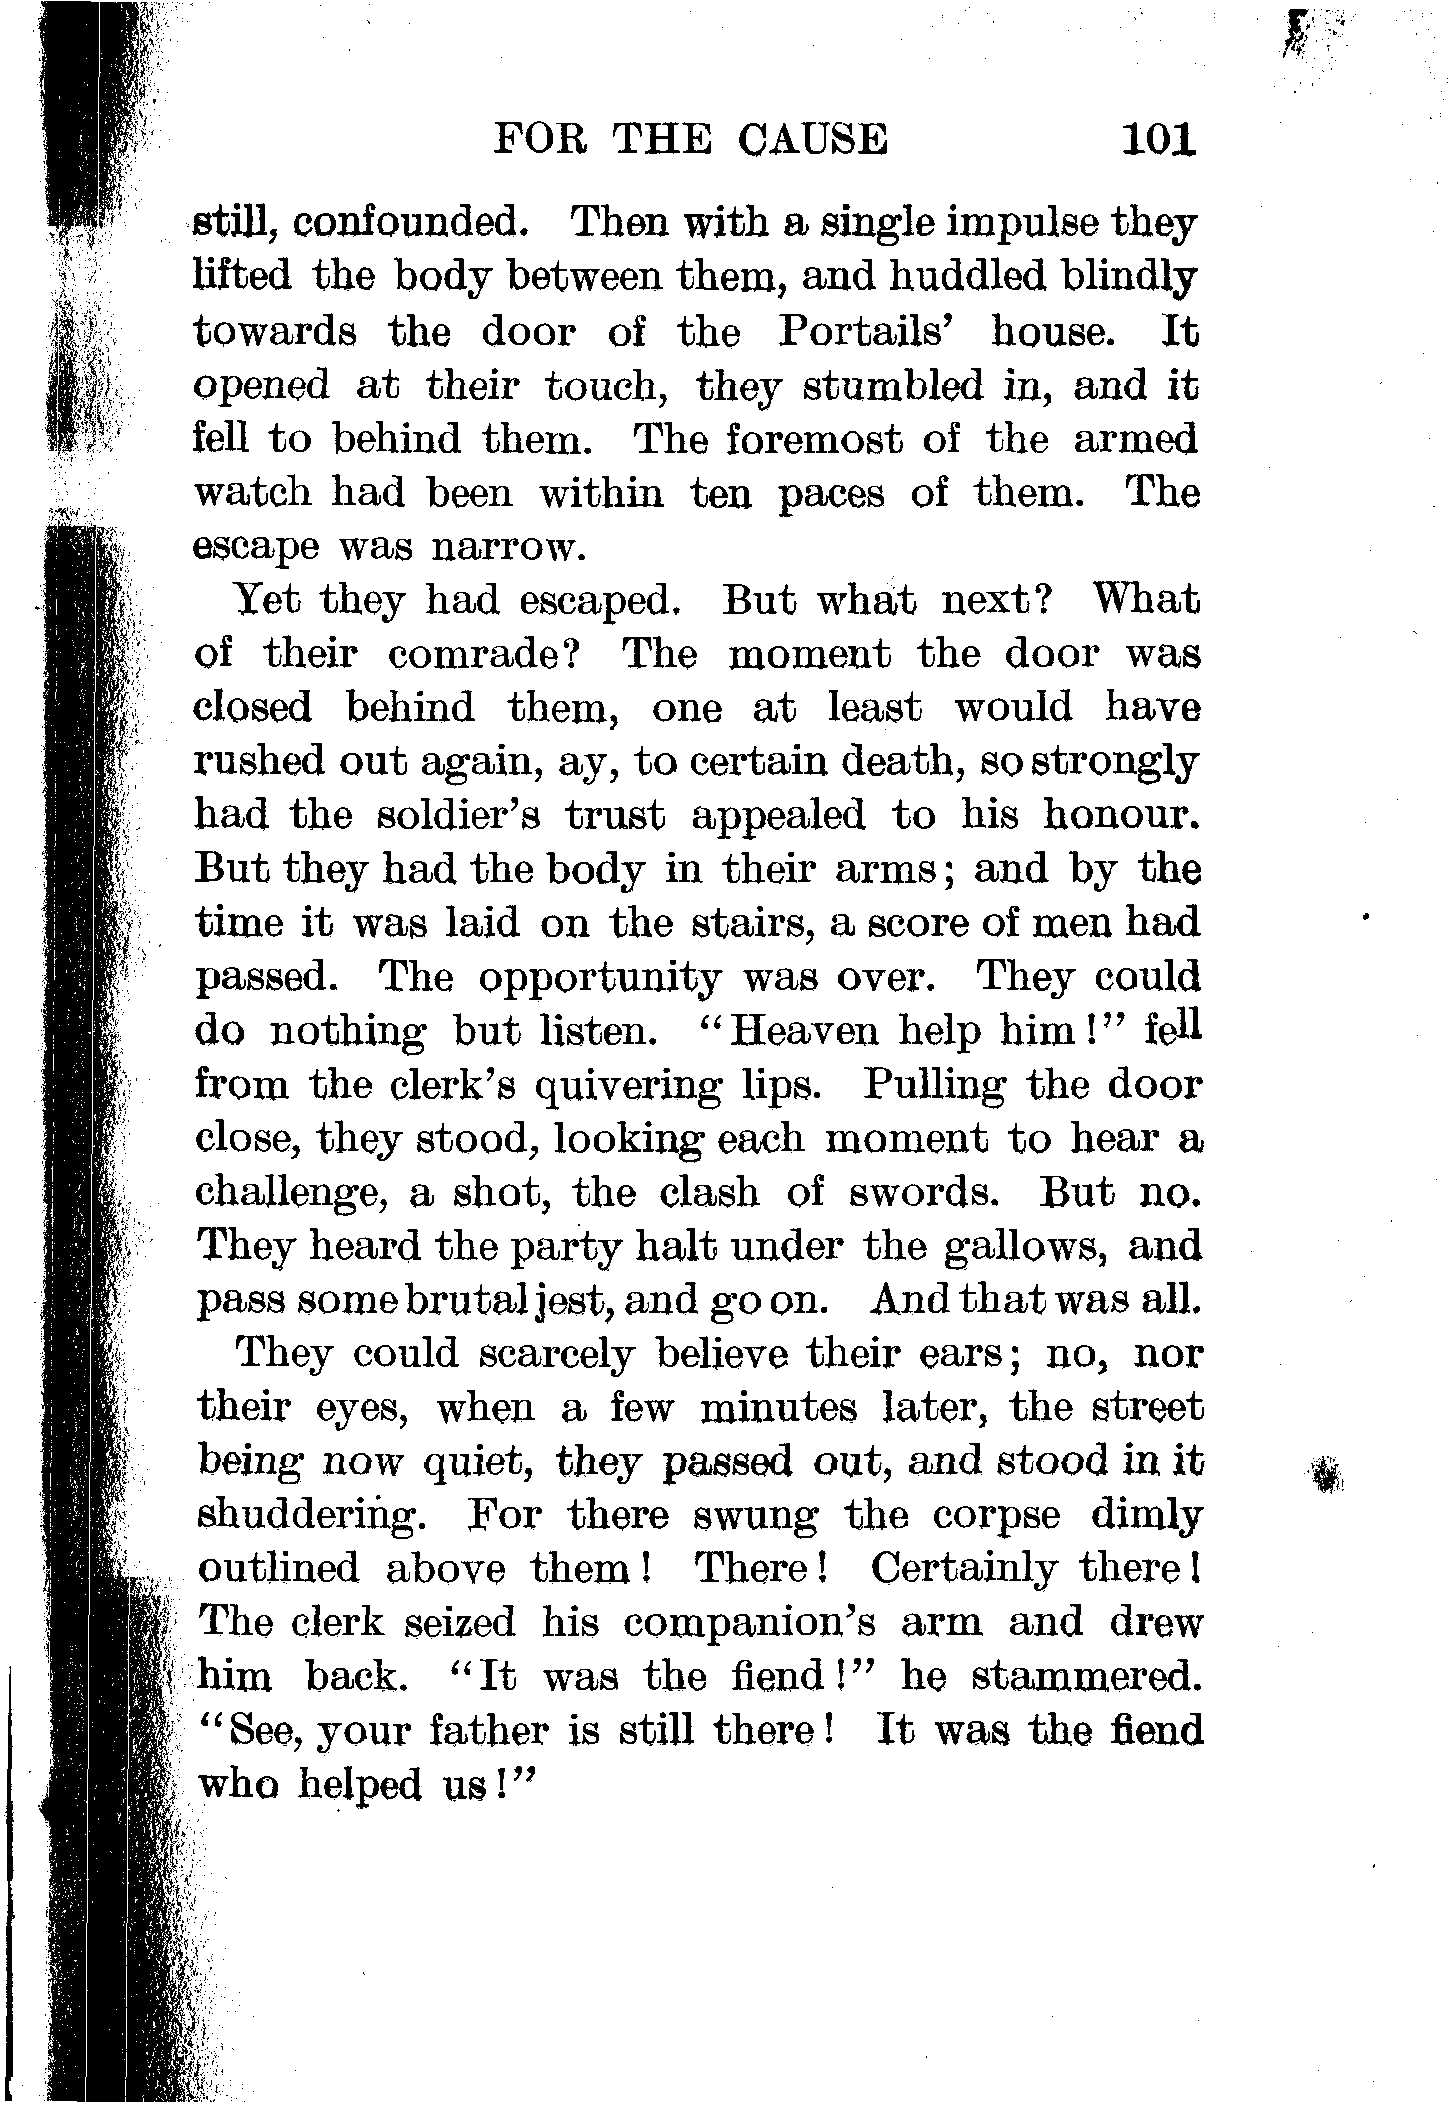 FOR THE CAUSE 101
still, confounded. Then with a single impulse they
lifted the body between them, and huddled blindly
towards the door of the Portails' house. It
opened at their touch, they stumbled in, and it
fell to behind them. The foremost of the armed
watch had been within ten paces of them. The
escape was narrow.
Yet they had escaped. But what next? What
of their comrade? The moment the door was
closed behind them, one at least would have
rushed out again, ay, to certain death, so strongly
had the soldier's trust appealed to his honour.
But they had the body in their arms; and by the
time it was laid on the stairs, a score of men had
passed. The opportunity was over. They could
do nothing but listen. "Heaven help him!" fell
from the clerk's quivering lips. Pulling the door
close, they stood, looking each moment to hear a
challenge, a shot, the clash of swords. But no.
They heard the party halt under the gallows, and
pass some brutal jest, and go on. And that was all.
They could scarcely believe their ears; no, nor
their eyes, when a few minutes later, the street
being now quiet, they passed out, and stood in it
shuddering. For there swung the corpse dimly
outlined above them! There! Certainly there!
The clerk seized his companion's arm and drew
him back. "It was the fiend!" he stammered.
"See, your father is still there! It was the fiend
who helped us!"